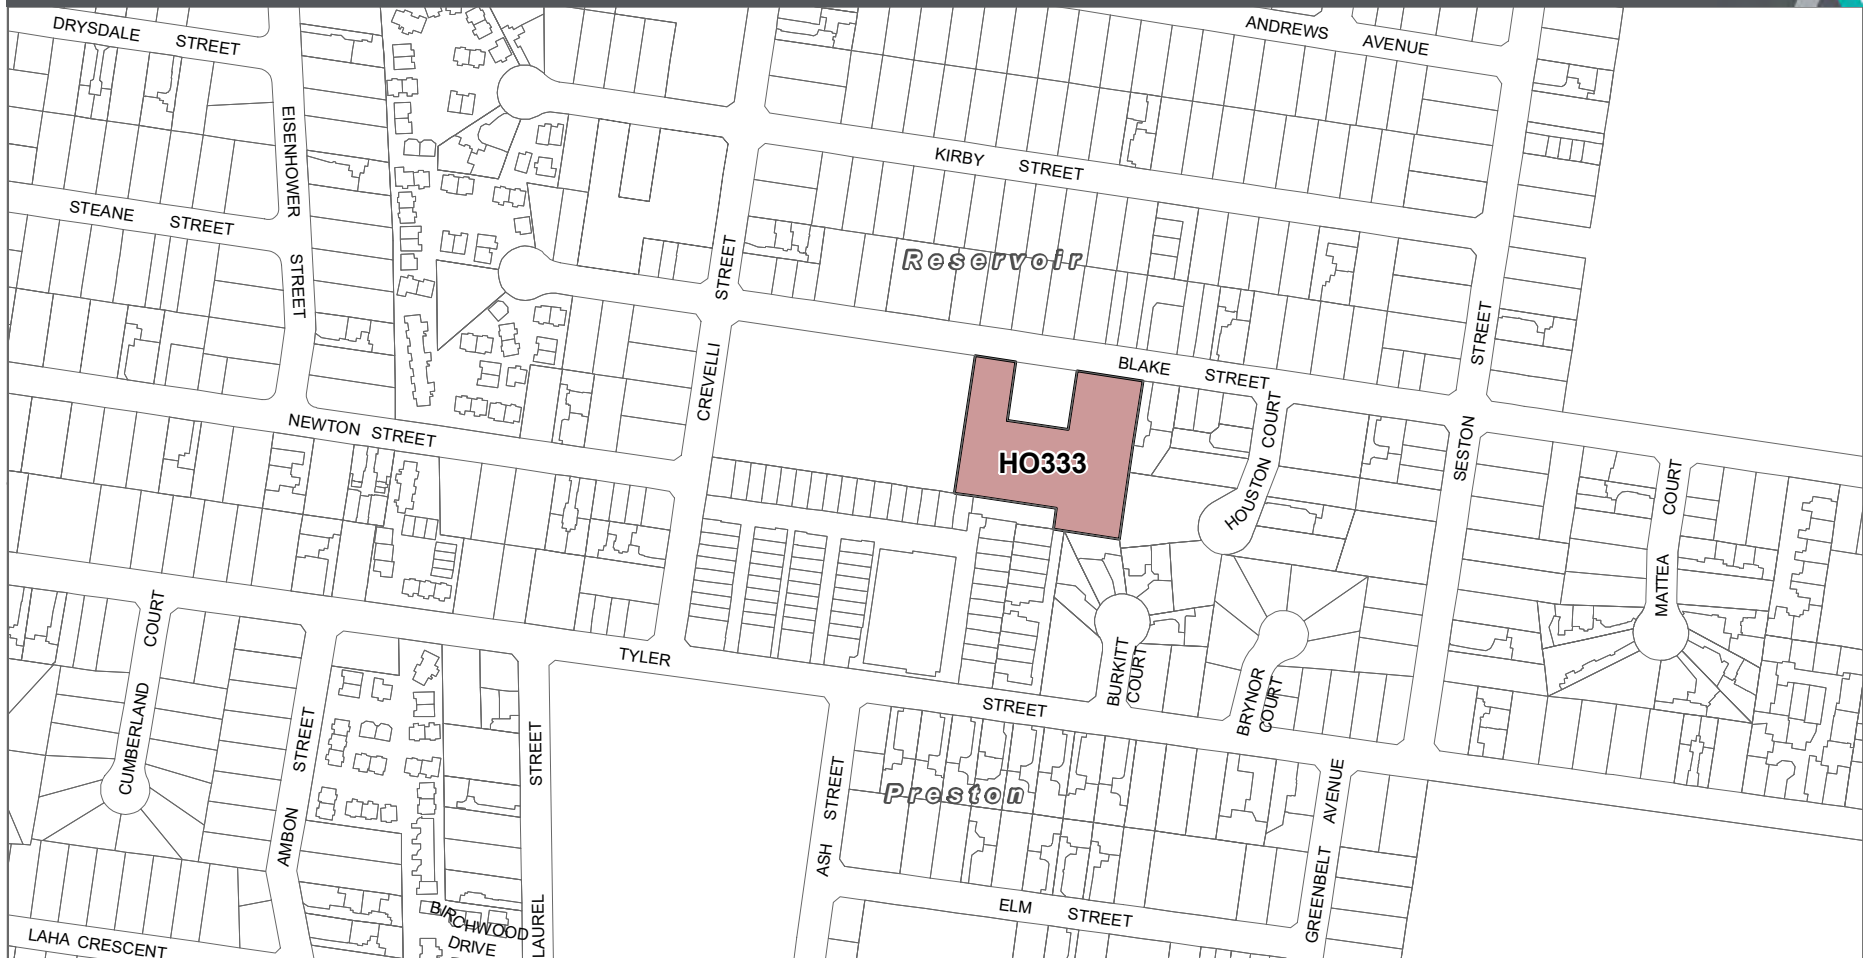 DRYSDALE STREET
ANDREWS AVENUE
EISENHOWER STREET
KIRBY STREET
STEANE STREET
Reservoir
CREVELLI STREET
BLAKE STREET
NEWTON STREET
HO333
HOUSTON COURT
SESTON STREET
MATTEA COURT
CUMBERLAND COURT
TYLER STREET
BURKITT
COURT
BRYNOR
COURT
AMBON STREET
LAUREL STREET
ASH STREET
Preston
GREENBELT AVENUE
ELM STREET
BIRCHWOOD
DRIVE
LAHA CRESCENT